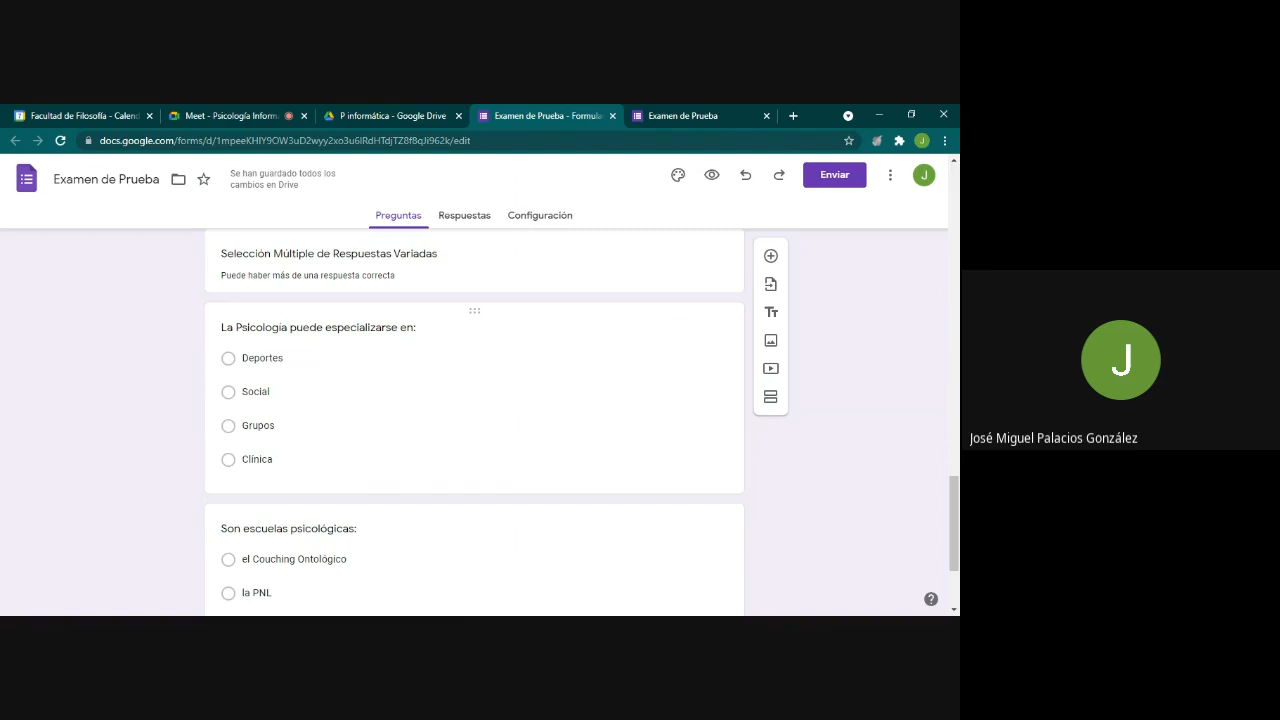 Facultad de Filosofía - Calend
Meet - Psicología Inform
P informática - Google Drive
Examen de Prueba - Formula
Examen de Prueba
docs.google.com/forms/d/1mpeeKHIY9OW3uD2wyy2xo3u6lRdHTdjTZ8f8qJi962k/edit
J
Examen de Prueba
Se han guardado todos los
cambios en Drive
Enviar
J
Preguntas
Respuestas
Configuración
Selección Múltiple de Respuestas Variadas
Puede haber más de una respuesta correcta
La Psicología puede especializarse en:
Deportes
Social
Grupos
Clínica
Son escuelas psicológicas:
el Couching Ontológico
la PNL
J
José Miguel Palacios González